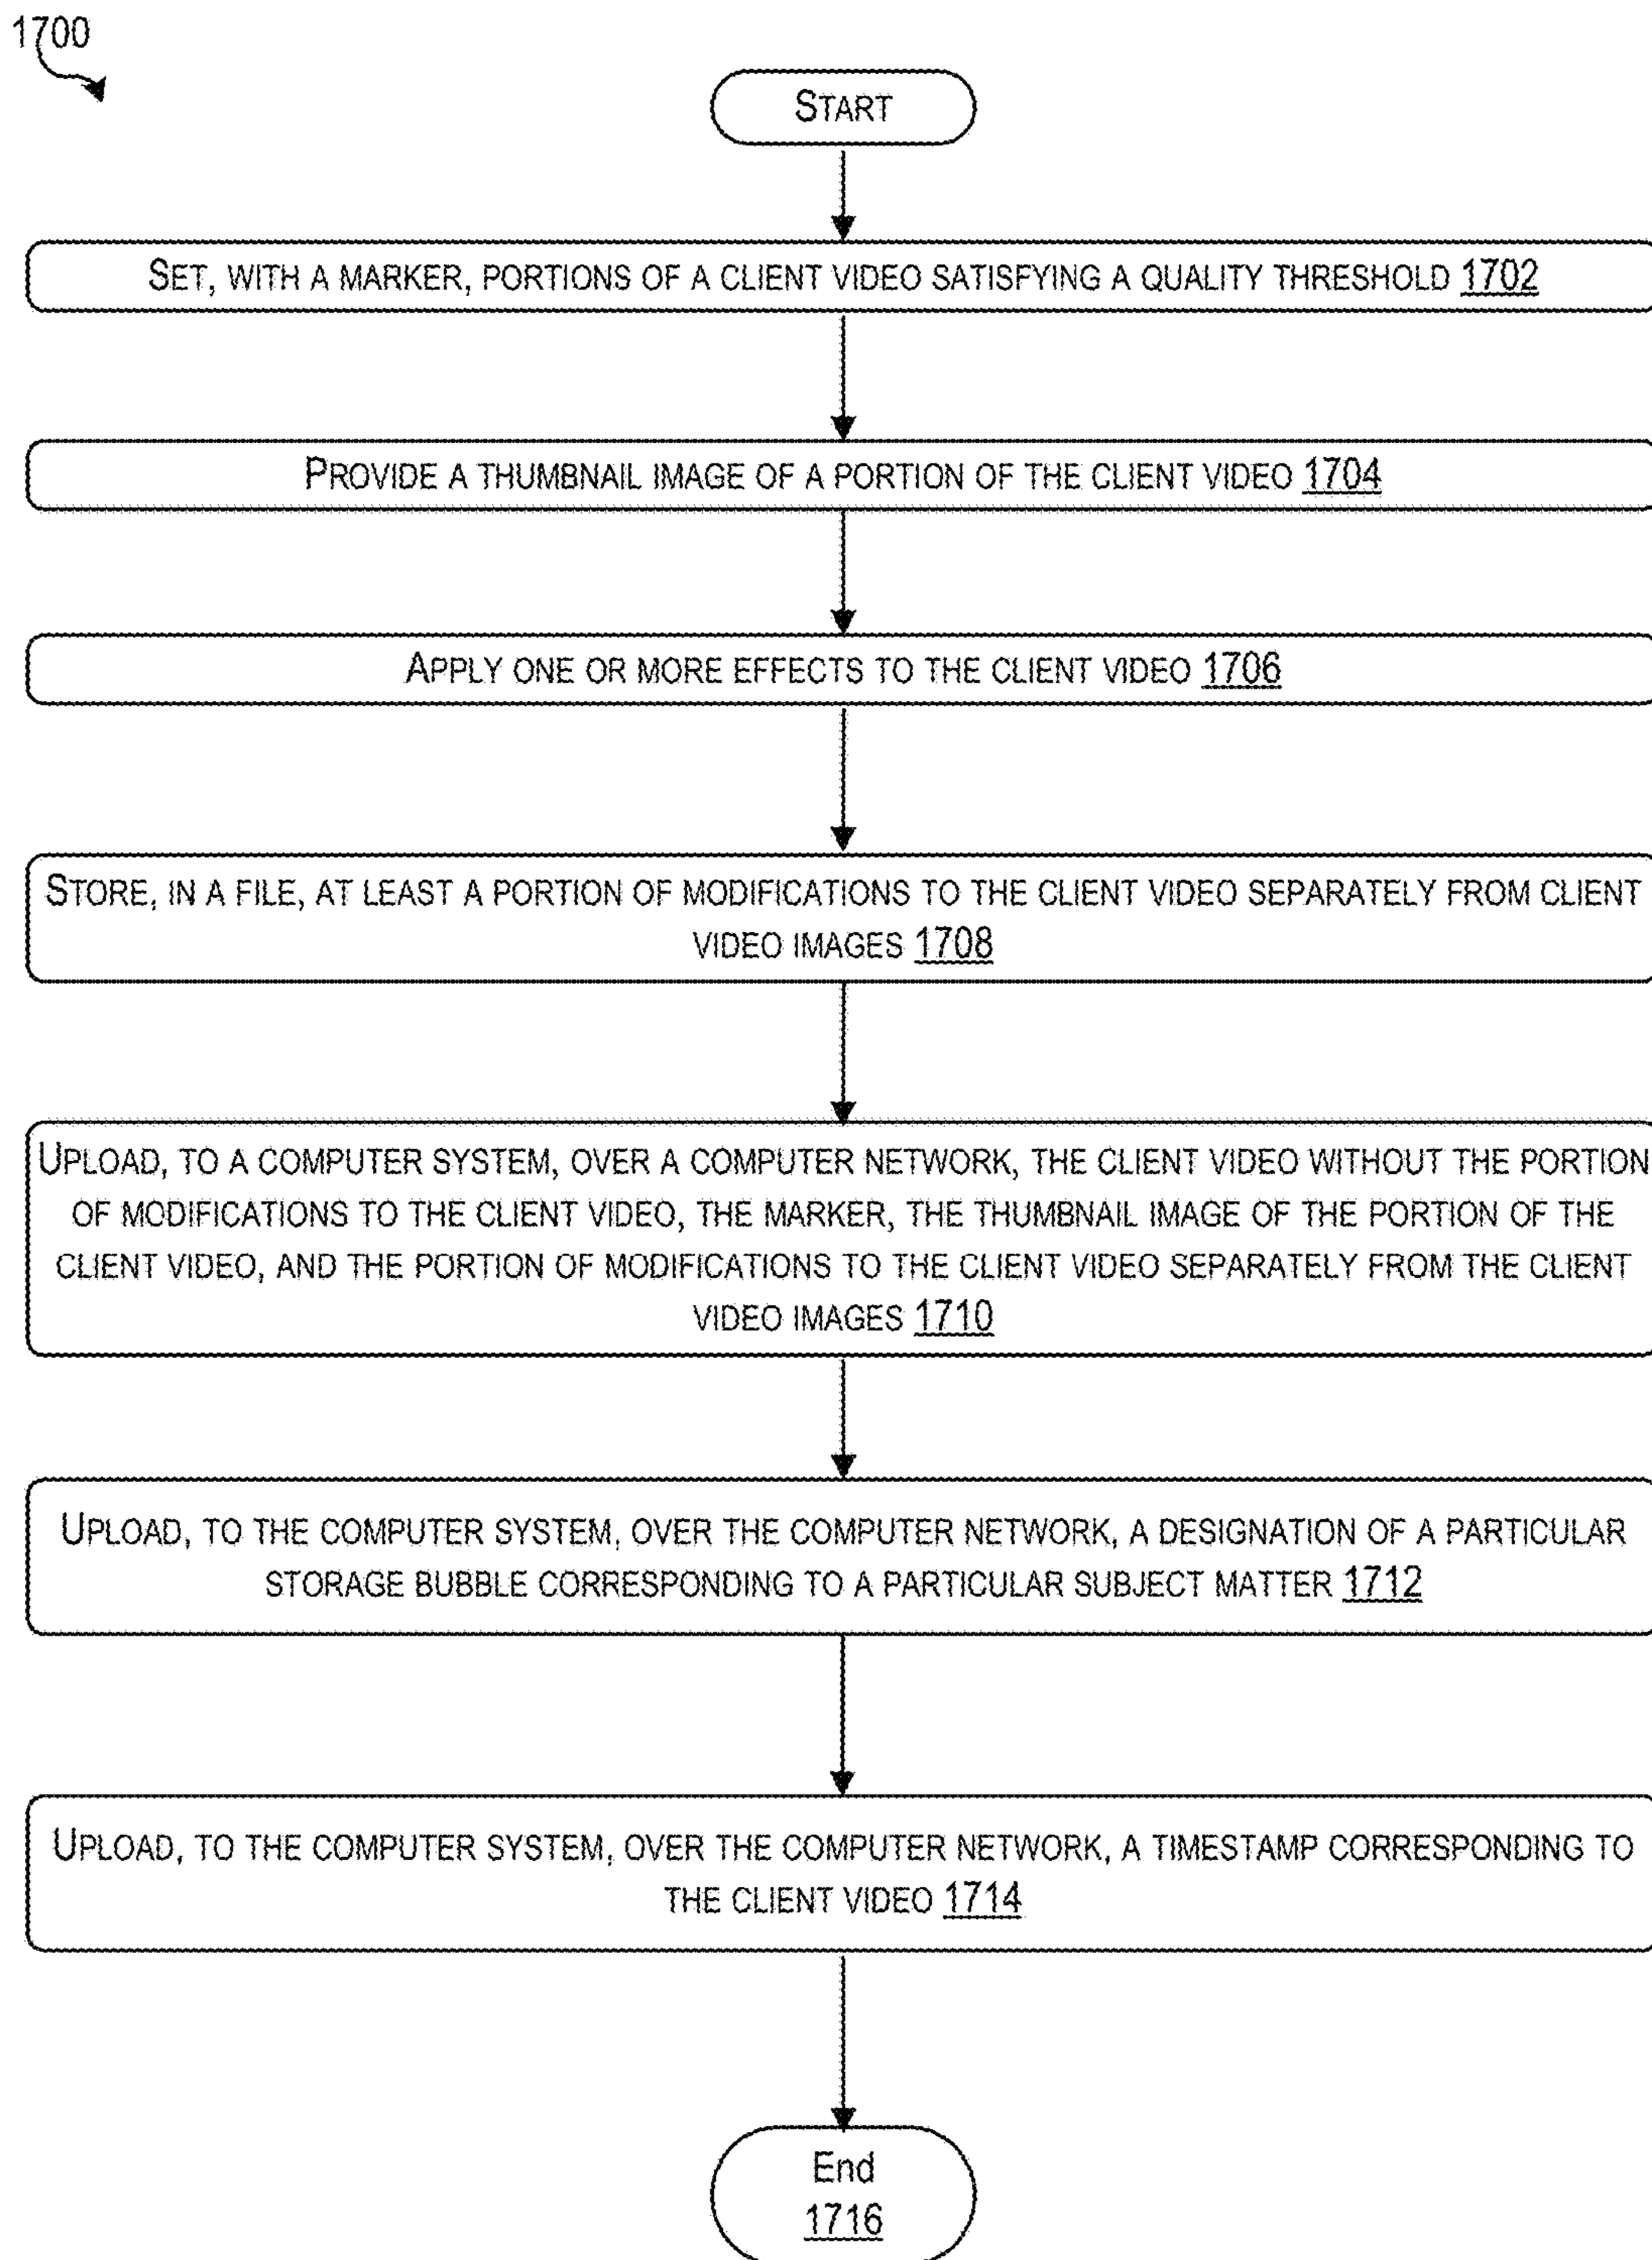 1700
START
SET, WITH A MARKER, PORTIONS OF A CLIENT VIDEO SATISFYING A QUALITY THRESHOLD 1702
PROVIDE A THUMBNAIL IMAGE OF A PORTION OF THE CLIENT VIDEO 1704
APPLY ONE OR MORE EFFECTS TO THE CLIENT VIDEO 1706
STORE, IN A FILE, AT LEAST A PORTION OF MODIFICATIONS TO THE CLIENT VIDEO SEPARATELY FROM CLIENT
VIDEO IMAGES 1708
UPLOAD, TO A COMPUTER SYSTEM, OVER A COMPUTER NETWORK, THE CLIENT VIDEO WITHOUT THE PORTION
OF MODIFICATIONS TO THE CLIENT VIDEO, THE MARKER, THE THUMBNAIL IMAGE OF THE PORTION OF THE
CLIENT VIDEO, AND THE PORTION OF MODIFICATIONS TO THE CLIENT VIDEO SEPARATELY FROM THE CLIENT
VIDEO IMAGES 1710
UPLOAD, TO THE COMPUTER SYSTEM, OVER THE COMPUTER NETWORK, A DESIGNATION OF A PARTICULAR
STORAGE BUBBLE CORRESPONDING TO A PARTICULAR SUBJECT MATTER 1712
UPLOAD, TO THE COMPUTER SYSTEM, OVER THE COMPUTER NETWORK, A TIMESTAMP CORRESPONDING TO
THE CLIENT VIDEO 1714
End
1716